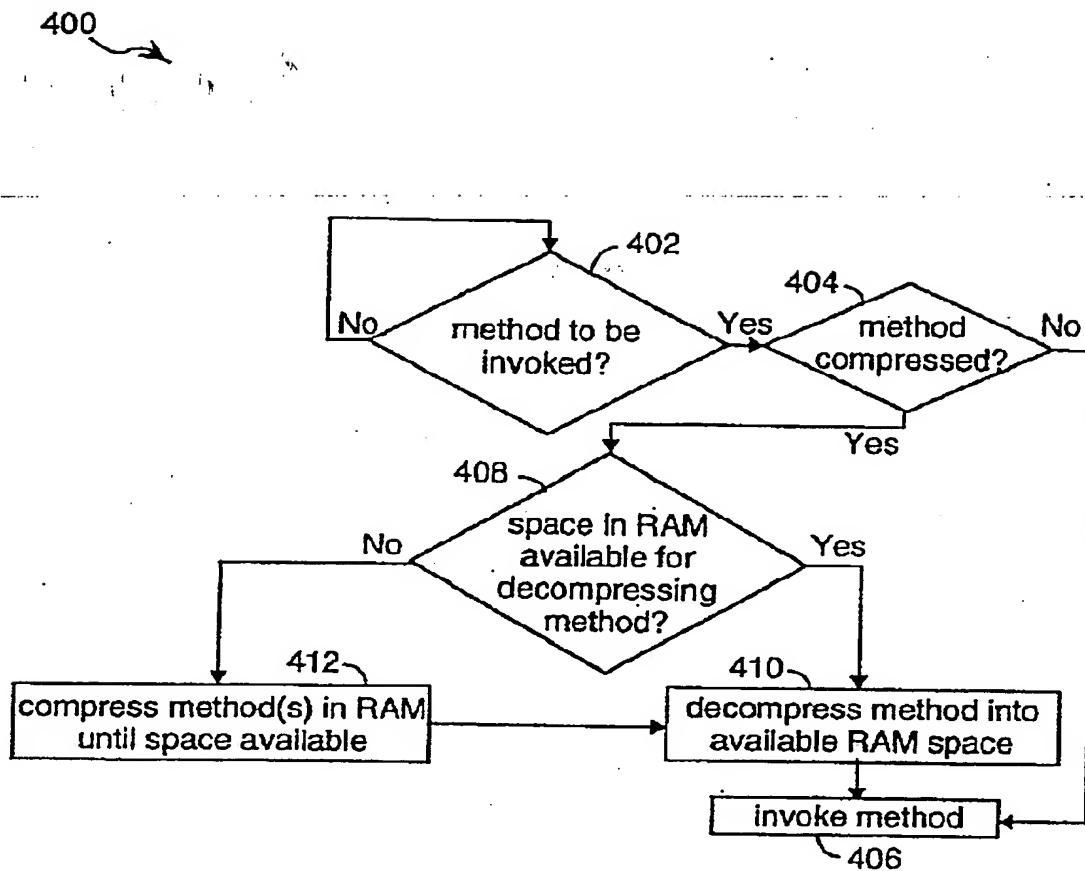 400
402
404
No
method to be
invoked?
Yes
method
compressed?
No
Yes
408
space in RAM
available for
decompressing
method?
No
Yes
412
compress method(s) in RAM
until space available
410
decompress method into
available RAM space
invoke method
406